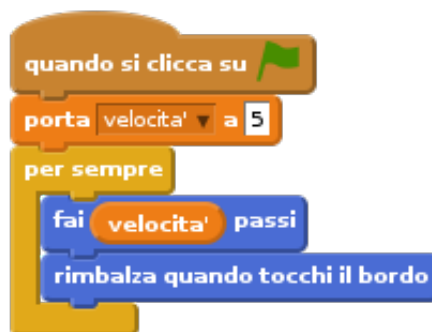 quando si clicca su
porta velocita' a 5
per sempre
fai velocita' passi
rimbalza quando tocchi il bordo